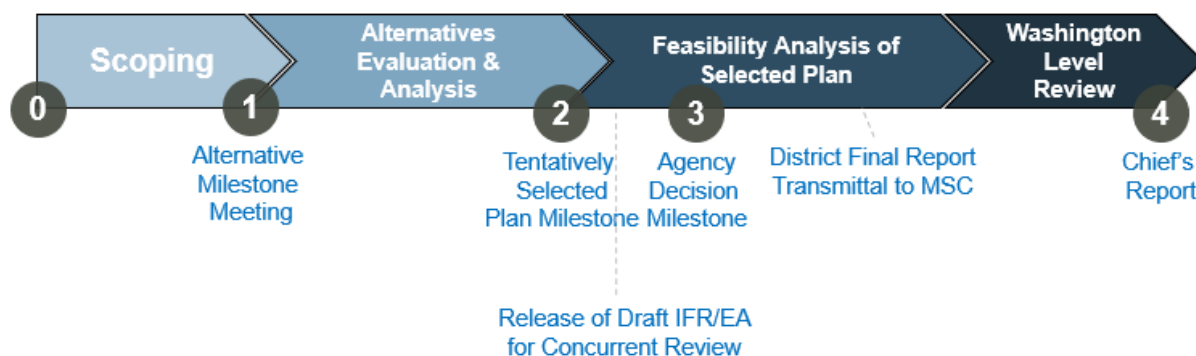 Scoping
Alternatives
Evaluation &
Analysis
Feasibility Analysis of
Selected Plan
Washington
Level
Review
0
1
2
3
4
Alternative
Milestone
Meeting
Tentatively
Selected
Plan Milestone
Agency
Decision
Milestone
District Final Report
Transmittal to MSC
Chief's
Report
Release of Draft IFR/EA
for Concurrent Review